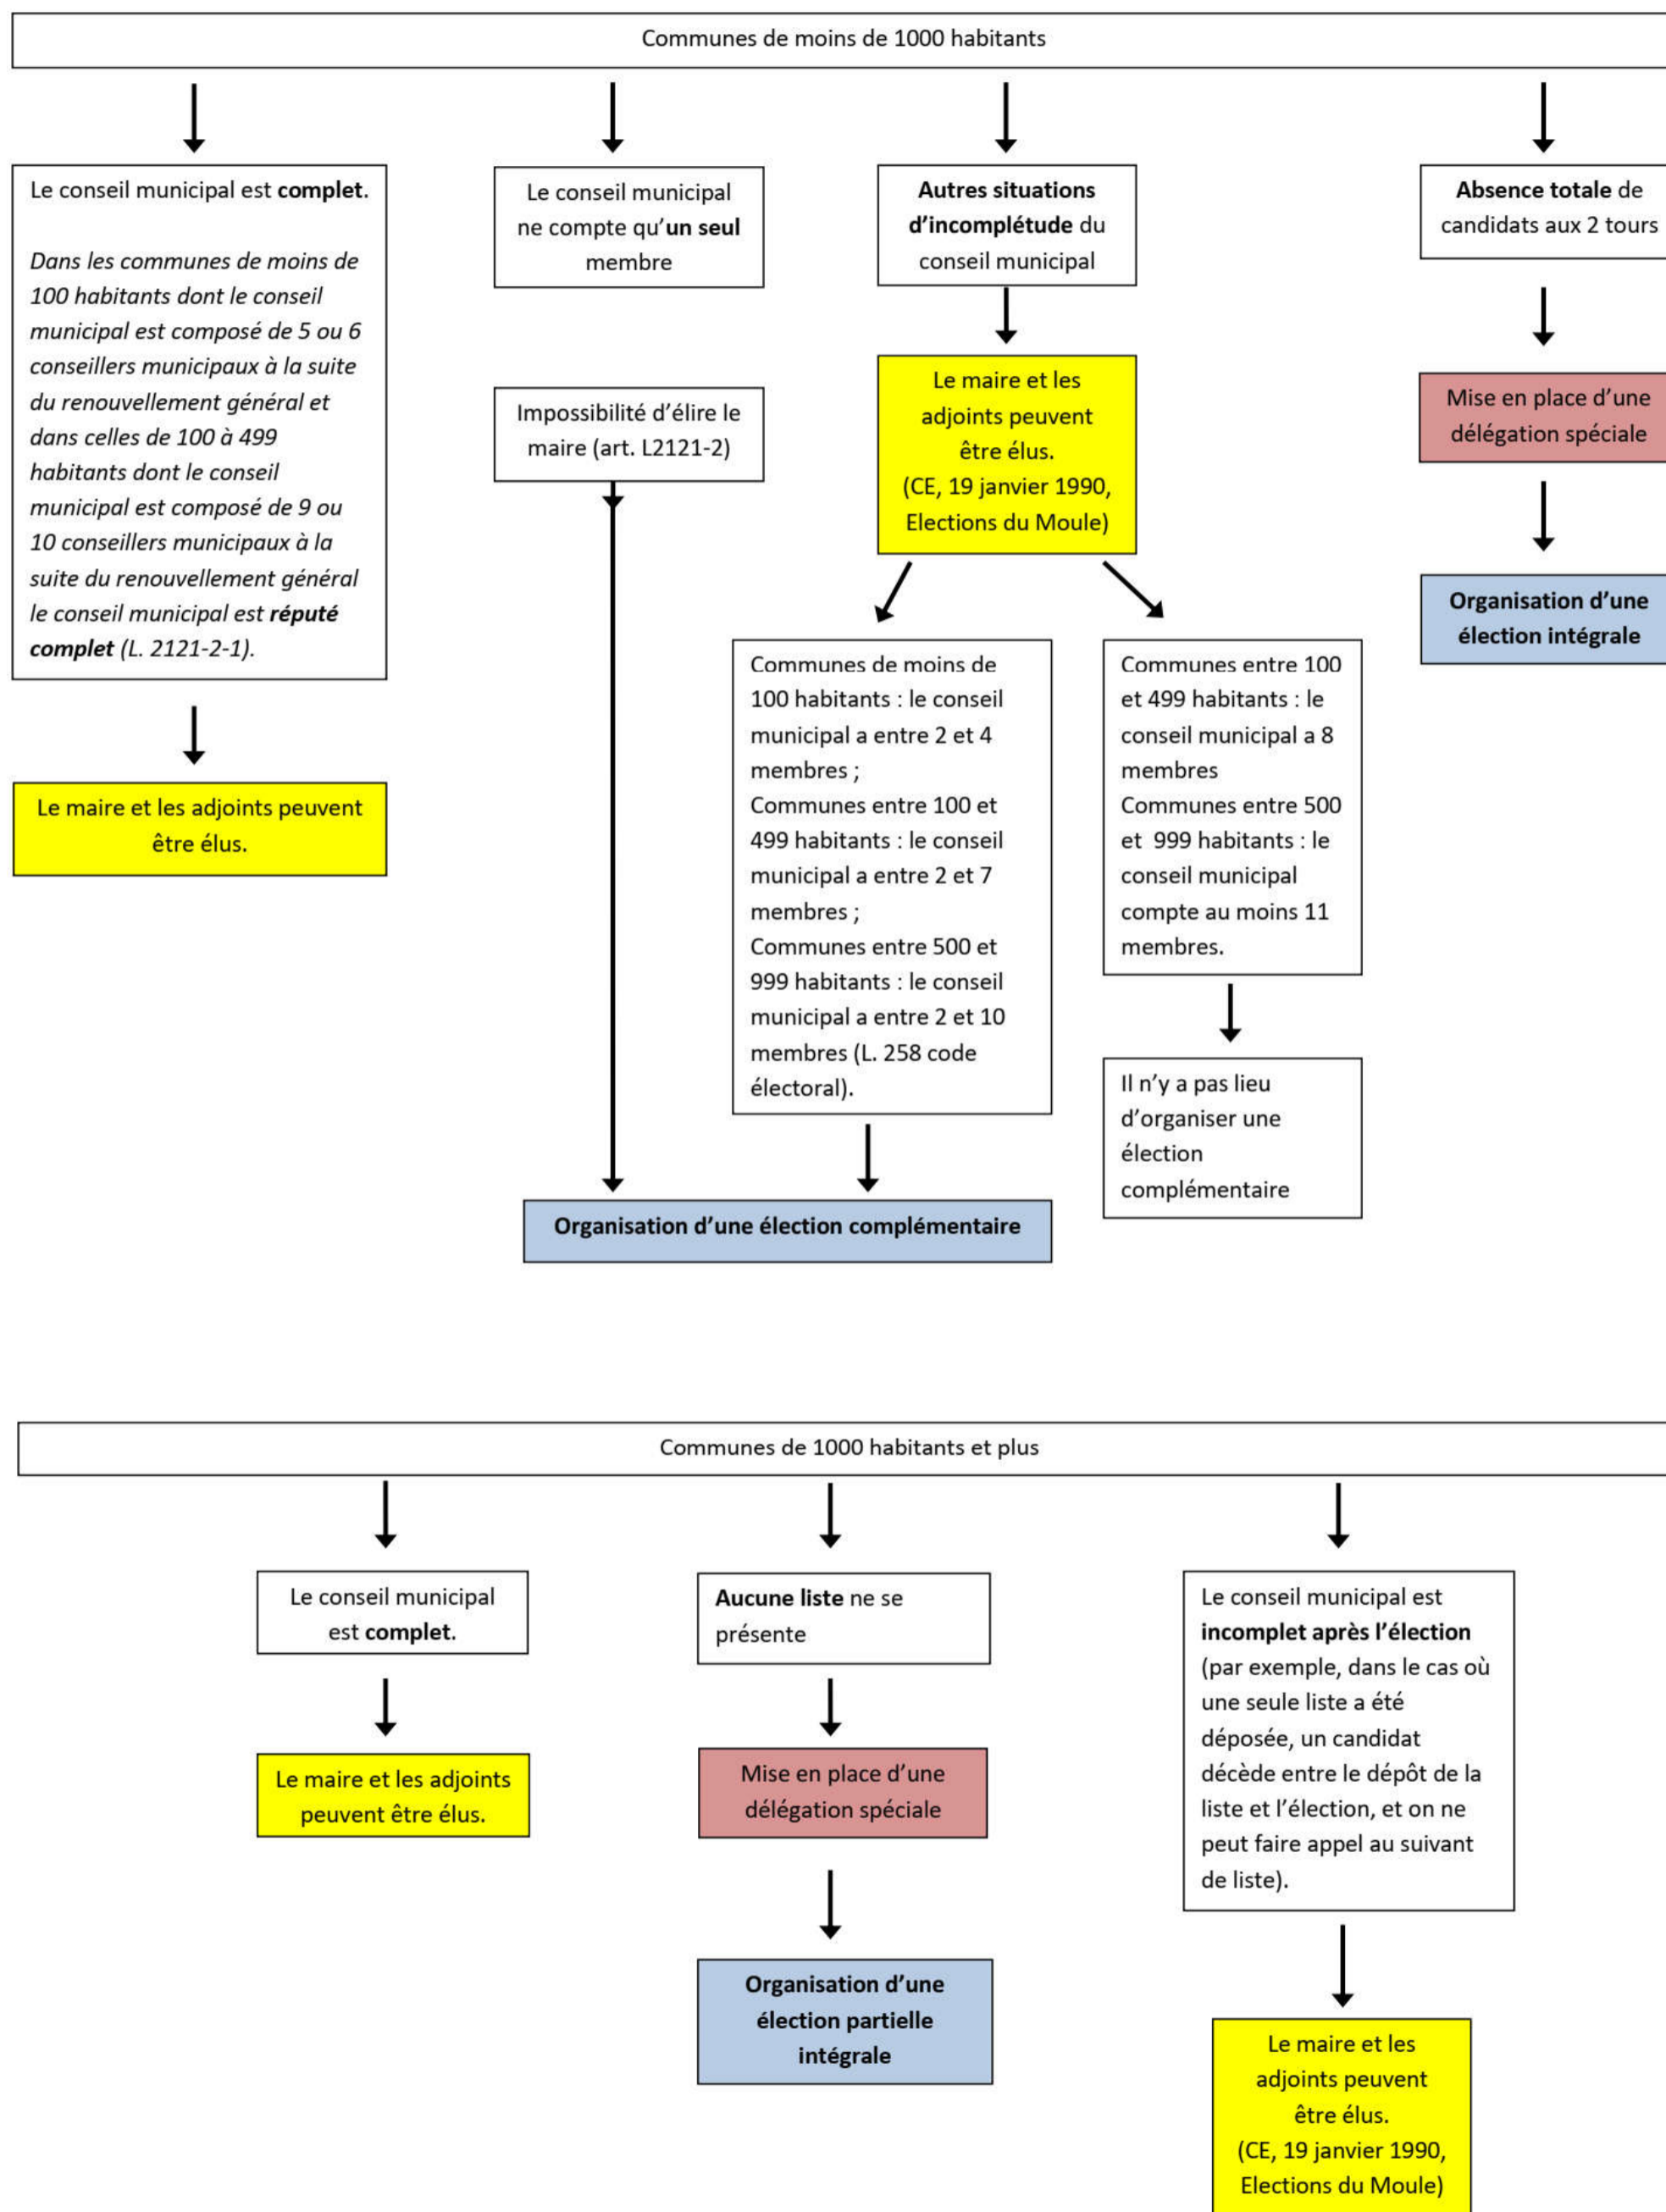 Communes de moins de 1000 habitants
Le conseil municipal est complet.
Dans les communes de moins de
100 habitants dont le conseil
municipal est composé de 5 ou 6
conseillers municipaux à la suite
du renouvellement général et
dans celles de 100 à 499
habitants dont le conseil
municipal est composé de 9 ou
10 conseillers municipaux à la
suite du renouvellement général
le conseil municipal est réputé
complet (L. 2121-2-1).
Le maire et les adjoints peuvent
être élus.
Le conseil municipal
ne compte qu’un seul
membre
Impossibilité d’élire le
maire (art. L2121-2)
Autres situations
d’incomplétude du
conseil municipal
Le maire et les
adjoints peuvent
être élus.
(CE, 19 janvier 1990,
Elections du Moule)
Communes de moins de
100 habitants : le conseil
municipal a entre 2 et 4
membres ;
Communes entre 100 et
499 habitants : le conseil
municipal a entre 2 et 7
membres ;
Communes entre 500 et
999 habitants : le conseil
municipal a entre 2 et 10
membres (L. 258 code
électoral).
Organisation d’une élection complémentaire
Communes entre 100
et 499 habitants : le
conseil municipal a 8
membres
Communes entre 500
et 999 habitants : le
conseil municipal
compte au moins 11
membres.
Il n’y a pas lieu
d’organiser une
élection
complémentaire
Absence totale de
candidats aux 2 tours
Mise en place d’une
délégation spéciale
Organisation d’une
élection intégrale
Communes de 1000 habitants et plus
Le conseil municipal
est complet.
Le maire et les adjoints
peuvent être élus.
Aucune liste ne se
présente
Mise en place d’une
délégation spéciale
Organisation d’une
élection partielle
intégrale
Le conseil municipal est
incomplet après l’élection
(par exemple, dans le cas où
une seule liste a été
déposée, un candidat
décède entre le dépôt de la
liste et l’élection, et on ne
peut faire appel au suivant
de liste).
Le maire et les
adjoints peuvent
être élus.
(CE, 19 janvier 1990,
Elections du Moule)